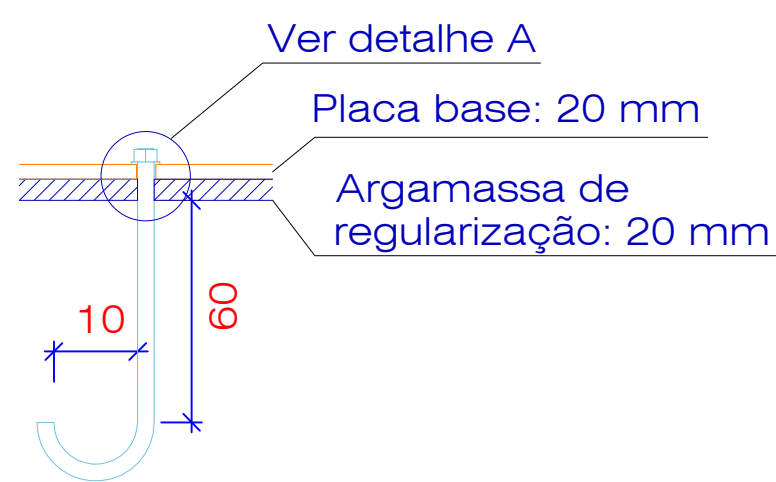 Ver detalhe A
Placa base: 20 mm
Argamassa de
regularização: 20 mm
10
60